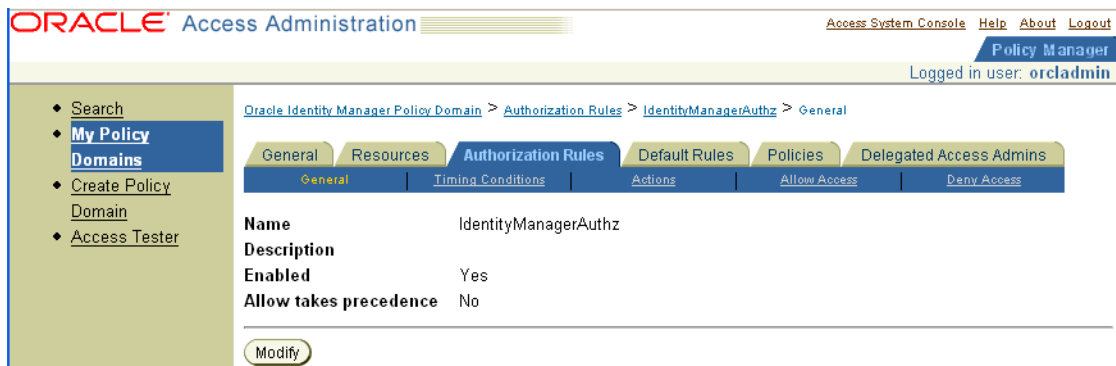 ORACLE Access Administration
Access System Console Help About Logout
Policy Manager
Logged in user: orcladmin
Search
My Policy
Domains
Create Policy
Domain
Access Tester
Oracle Identity Manager Policy Domain > Authorization Rules > IdentityManagerAuthz > General
General Resources Authorization Rules Default Rules Policies Delegated Access Admins
General Timing Conditions Actions Allow Access Deny Access
Name IdentityManagerAuthz
Description
Enabled Yes
Allow takes precedence No
Modify